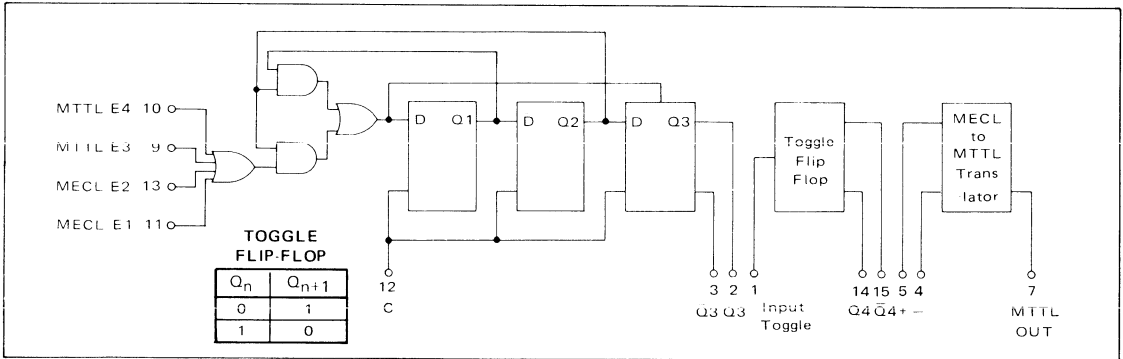 MTTL E4 10
MTTL E3 9
MECL E2 13
MECL E1 11
D Q1
D Q2
D Q3
Toggle
Flip
Flop
MECL
to
MTTL
Trans
-lator
TOGGLE
FLIP-FLOP
Qn Qn+1
0 1
1 0
12
C
3 2
Q̅3 Q3
1
Input
Toggle
14 15 5 4
Q4 Q̅4 + –
7
MTTL
OUT